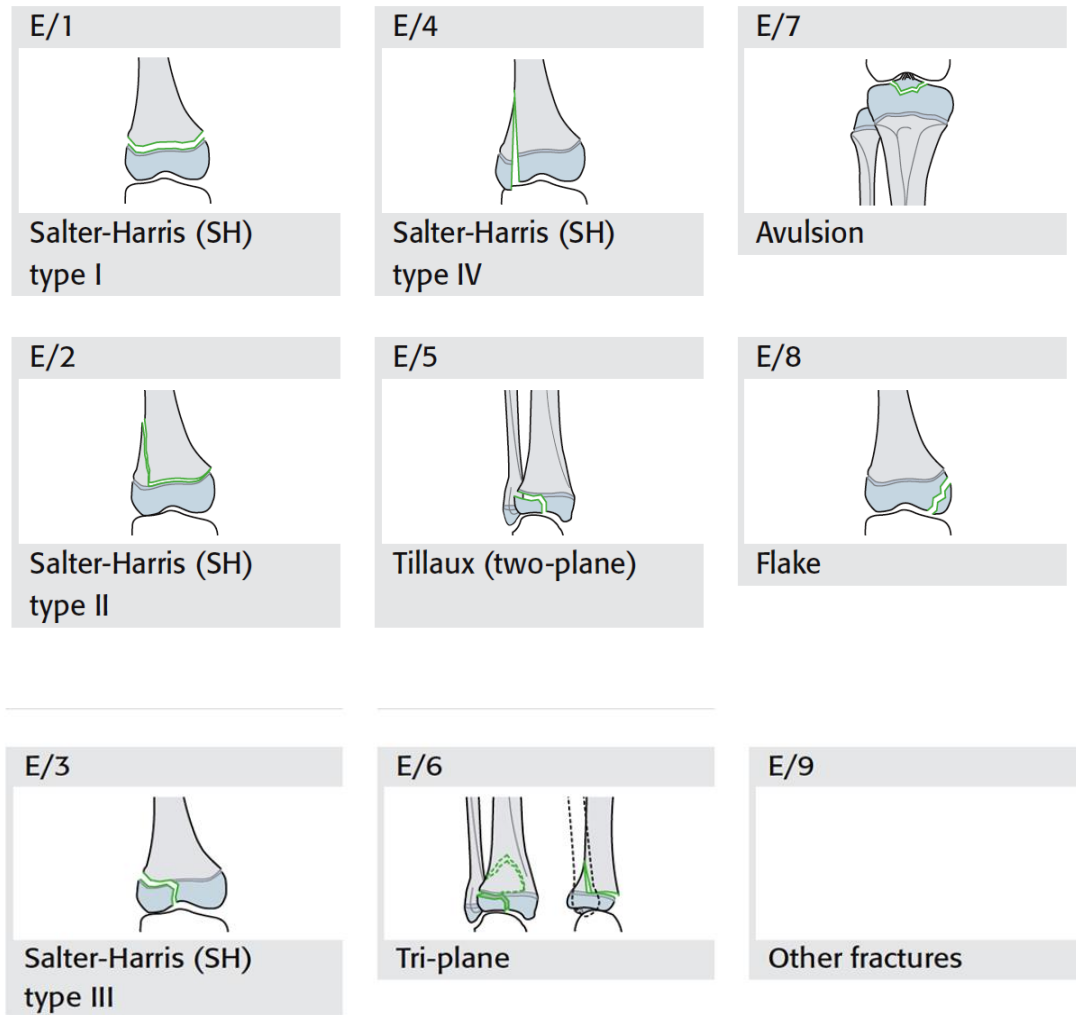 E/1
Salter-Harris (SH)
type I
E/4
Salter-Harris (SH)
type IV
E/7
Avulsion
E/2
Salter-Harris (SH)
type II
E/5
Tillaux (two-plane)
E/8
Flake
E/3
Salter-Harris (SH)
type III
E/6
Tri-plane
E/9
Other fractures